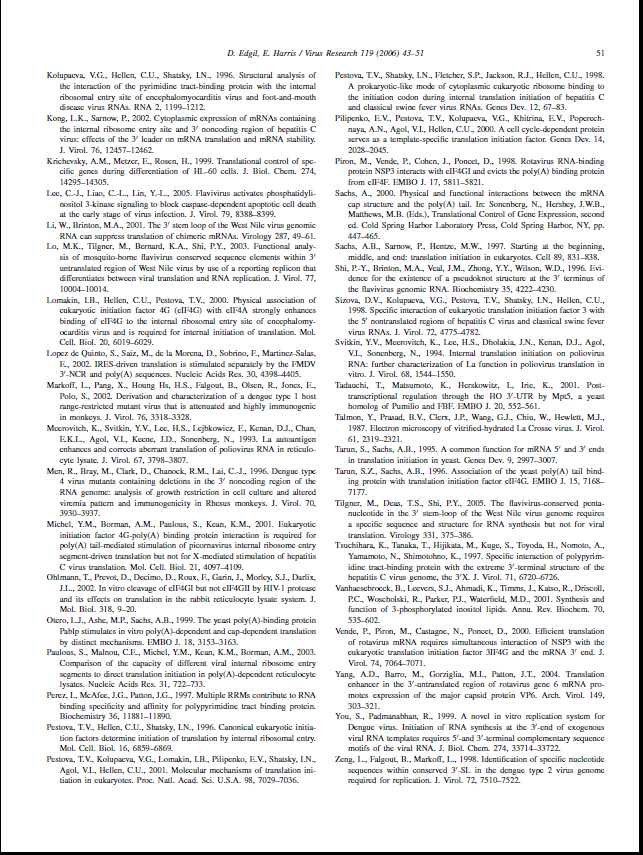 D. Edgil, E. Harris / Virus Research 119 (2006) 43–51
51
Kolupaeva, V.G., Hellen, C.U., Shatsky, I.N., 1996. Structural analysis of
the interaction of the pyrimidine tract-binding protein with the internal
ribosomal entry site of encephalomyocarditis virus and foot-and-mouth
disease virus RNAs. RNA 2, 1199–1212.
Kong, L.K., Sarnow, P., 2002. Cytoplasmic expression of mRNAs containing
the internal ribosome entry site and 3′ noncoding region of hepatitis C
virus: effects of the 3′ leader on mRNA translation and mRNA stability.
J. Virol. 76, 12457–12462.
Krichevsky, A.M., Metzer, E., Rosen, H., 1999. Translational control of spe-
cific genes during differentiation of HL-60 cells. J. Biol. Chem. 274,
14295–14305.
Lee, C.-J., Liao, C.-L., Lin, Y.-L., 2005. Flavivirus activates phosphatidyli-
nositol 3-kinase signaling to block caspase-dependent apoptotic cell death
at the early stage of virus infection. J. Virol. 79, 8388–8399.
Li, W., Brinton, M.A., 2001. The 3′ stem loop of the West Nile virus genomic
RNA can suppress translation of chimeric mRNAs. Virology 287, 49–61.
Lo, M.K., Tilgner, M., Bernard, K.A., Shi, P.Y., 2003. Functional analy-
sis of mosquito-borne flavivirus conserved sequence elements within 3′
untranslated region of West Nile virus by use of a reporting replicon that
differentiates between viral translation and RNA replication. J. Virol. 77,
10004–10014.
Lomakin, I.B., Hellen, C.U., Pestova, T.V., 2000. Physical association of
eukaryotic initiation factor 4G (eIF4G) with eIF4A strongly enhances
binding of eIF4G to the internal ribosomal entry site of encephalomy-
ocarditis virus and is required for internal initiation of translation. Mol.
Cell. Biol. 20, 6019–6029.
Lopez de Quinto, S., Saiz, M., de la Morena, D., Sobrino, F., Martinez-Salas,
E., 2002. IRES-driven translation is stimulated separately by the FMDV
3′-NCR and poly(A) sequences. Nucleic Acids Res. 30, 4398–4405.
Markoff, L., Pang, X., Houng Hs, H.S., Falgout, B., Olsen, R., Jones, E.,
Polo, S., 2002. Derivation and characterization of a dengue type 1 host
range-restricted mutant virus that is attenuated and highly immunogenic
in monkeys. J. Virol. 76, 3318–3328.
Meerovitch, K., Svitkin, Y.V., Lee, H.S., Lejbkowicz, F., Kenan, D.J., Chan,
E.K.L., Agol, V.I., Keene, J.D., Sonenberg, N., 1993. La autoantigen
enhances and corrects aberrant translation of poliovirus RNA in reticulo-
cyte lysate. J. Virol. 67, 3798–3807.
Men, R., Bray, M., Clark, D., Chanock, R.M., Lai, C.-J., 1996. Dengue type
4 virus mutants containing deletions in the 3′ noncoding region of the
RNA genome: analysis of growth restriction in cell culture and altered
viremia pattern and immunogenicity in Rhesus monkeys. J. Virol. 70,
3930–3937.
Michel, Y.M., Borman, A.M., Paulous, S., Kean, K.M., 2001. Eukaryotic
initiation factor 4G-poly(A) binding protein interaction is required for
poly(A) tail-mediated stimulation of picornavirus internal ribosome entry
segment-driven translation but not for X-mediated stimulation of hepatitis
C virus translation. Mol. Cell. Biol. 21, 4097–4109.
Ohlmann, T., Prevot, D., Decimo, D., Roux, F., Garin, J., Morley, S.J., Darlix,
J.L., 2002. In vitro cleavage of eIF4GI but not eIF4GII by HIV-1 protease
and its effects on translation in the rabbit reticulocyte lysate system. J.
Mol. Biol. 318, 9–20.
Otero, L.J., Ashe, M.P., Sachs, A.B., 1999. The yeast poly(A)-binding protein
Pab1p stimulates in vitro poly(A)-dependent and cap-dependent translation
by distinct mechanisms. EMBO J. 18, 3153–3163.
Paulous, S., Malnou, C.E., Michel, Y.M., Kean, K.M., Borman, A.M., 2003.
Comparison of the capacity of different viral internal ribosome entry
segments to direct translation initiation in poly(A)-dependent reticulocyte
lysates. Nucleic Acids Res. 31, 722–733.
Perez, I., McAfee, J.G., Patton, J.G., 1997. Multiple RRMs contribute to RNA
binding specificity and affinity for polypyrimidine tract binding protein.
Biochemistry 36, 11881–11890.
Pestova, T.V., Hellen, C.U., Shatsky, I.N., 1996. Canonical eukaryotic initia-
tion factors determine initiation of translation by internal ribosomal entry.
Mol. Cell. Biol. 16, 6859–6869.
Pestova, T.V., Kolupaeva, V.G., Lomakin, I.B., Pilipenko, E.V., Shatsky, I.N.,
Agol, V.I., Hellen, C.U., 2001. Molecular mechanisms of translation ini-
tiation in eukaryotes. Proc. Natl. Acad. Sci. U.S.A. 98, 7029–7036.
Pestova, T.V., Shatsky, I.N., Fletcher, S.P., Jackson, R.J., Hellen, C.U., 1998.
A prokaryotic-like mode of cytoplasmic eukaryotic ribosome binding to
the initiation codon during internal translation initiation of hepatitis C
and classical swine fever virus RNAs. Genes Dev. 12, 67–83.
Pilipenko, E.V., Pestova, T.V., Kolupaeva, V.G., Khitrina, E.V., Poperech-
naya, A.N., Agol, V.I., Hellen, C.U., 2000. A cell cycle-dependent protein
serves as a template-specific translation initiation factor. Genes Dev. 14,
2028–2045.
Piron, M., Vende, P., Cohen, J., Poncet, D., 1998. Rotavirus RNA-binding
protein NSP3 interacts with eIF4GI and evicts the poly(A) binding protein
from eIF4F. EMBO J. 17, 5811–5821.
Sachs, A., 2000. Physical and functional interactions between the mRNA
cap structure and the poly(A) tail. In: Sonenberg, N., Hershey, J.W.B.,
Matthews, M.B. (Eds.), Translational Control of Gene Expression, second
ed. Cold Spring Harbor Laboratory Press, Cold Spring Harbor, NY, pp.
447–465.
Sachs, A.B., Sarnow, P., Hentze, M.W., 1997. Starting at the beginning,
middle, and end: translation initiation in eukaryotes. Cell 89, 831–838.
Shi, P.-Y., Brinton, M.A., Veal, J.M., Zhong, Y.Y., Wilson, W.D., 1996. Evi-
dence for the existence of a pseudoknot structure at the 3′ terminus of
the flavivirus genomic RNA. Biochemistry 35, 4222–4230.
Sizova, D.V., Kolupaeva, V.G., Pestova, T.V., Shatsky, I.N., Hellen, C.U.,
1998. Specific interaction of eukaryotic translation initiation factor 3 with
the 5′ nontranslated regions of hepatitis C virus and classical swine fever
virus RNAs. J. Virol. 72, 4775–4782.
Svitkin, Y.V., Meerovitch, K., Lee, H.S., Dholakia, J.N., Kenan, D.J., Agol,
V.I., Sonenberg, N., 1994. Internal translation initiation on poliovirus
RNA: further characterization of La function in poliovirus translation in
vitro. J. Virol. 68, 1544–1550.
Tadauchi, T., Matsumoto, K., Herskowitz, I., Irie, K., 2001. Post-
transcriptional regulation through the HO 3′-UTR by Mpt5, a yeast
homolog of Pumilio and FBF. EMBO J. 20, 552–561.
Talmon, Y., Prasad, B.V., Clerx, J.P., Wang, G.J., Chiu, W., Hewlett, M.J.,
1987. Electron microscopy of vitrified-hydrated La Crosse virus. J. Virol.
61, 2319–2321.
Tarun, S., Sachs, A.B., 1995. A common function for mRNA 5′ and 3′ ends
in translation initiation in yeast. Genes Dev. 9, 2997–3007.
Tarun, S.Z., Sachs, A.B., 1996. Association of the yeast poly(A) tail bind-
ing protein with translation initiation factor eIF4G. EMBO J. 15, 7168–
7177.
Tilgner, M., Deas, T.S., Shi, P.Y., 2005. The flavivirus-conserved penta-
nucleotide in the 3′ stem-loop of the West Nile virus genome requires
a specific sequence and structure for RNA synthesis but not for viral
translation. Virology 331, 375–386.
Tsuchihara, K., Tanaka, T., Hijikata, M., Kuge, S., Toyoda, H., Nomoto, A.,
Yamamoto, N., Shimotohno, K., 1997. Specific interaction of polypyrim-
idine tract-binding protein with the extreme 3′-terminal structure of the
hepatitis C virus genome, the 3′X. J. Virol. 71, 6720–6726.
Vanhaesebroeck, B., Leevers, S.J., Ahmadi, K., Timms, J., Katso, R., Driscoll,
P.C., Woscholski, R., Parker, P.J., Waterfield, M.D., 2001. Synthesis and
function of 3-phosphorylated inositol lipids. Annu. Rev. Biochem. 70,
535–602.
Vende, P., Piron, M., Castagne, N., Poncet, D., 2000. Efficient translation
of rotavirus mRNA requires simultaneous interaction of NSP3 with the
eukaryotic translation initiation factor 3IF4G and the mRNA 3′ end. J.
Virol. 74, 7064–7071.
Yang, A.D., Barro, M., Gorziglia, M.I., Patton, J.T., 2004. Translation
enhancer in the 3′-untranslated region of rotavirus gene 6 mRNA pro-
motes expression of the major capsid protein VP6. Arch. Virol. 149,
303–321.
You, S., Padmanabhan, R., 1999. A novel in vitro replication system for
Dengue virus. Initiation of RNA synthesis at the 3′-end of exogenous
viral RNA templates requires 5′-and 3′-terminal complementary sequence
motifs of the viral RNA. J. Biol. Chem. 274, 33714–33722.
Zeng, L., Falgout, B., Markoff, L., 1998. Identification of specific nucleotide
sequences within conserved 3′-SL in the dengue type 2 virus genome
required for replication. J. Virol. 72, 7510–7522.